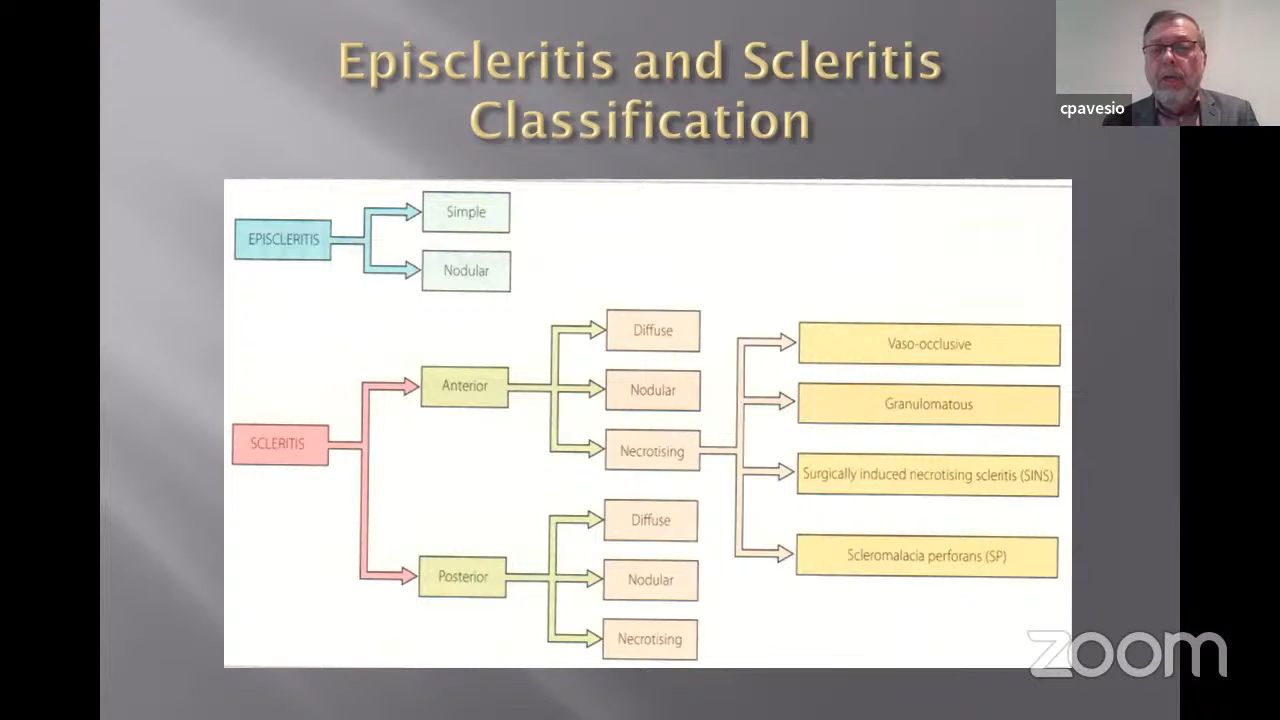 Episcleritis and Scleritis
Classification
cpavesio
EPISCLERITIS
Simple
Nodular
SCLERITIS
Anterior
Diffuse
Nodular
Necrotising
Vaso-occlusive
Granulomatous
Surgically induced necrotising scleritis (SINS)
Scleromalacia perforans (SP)
Posterior
Diffuse
Nodular
Necrotising
zoom